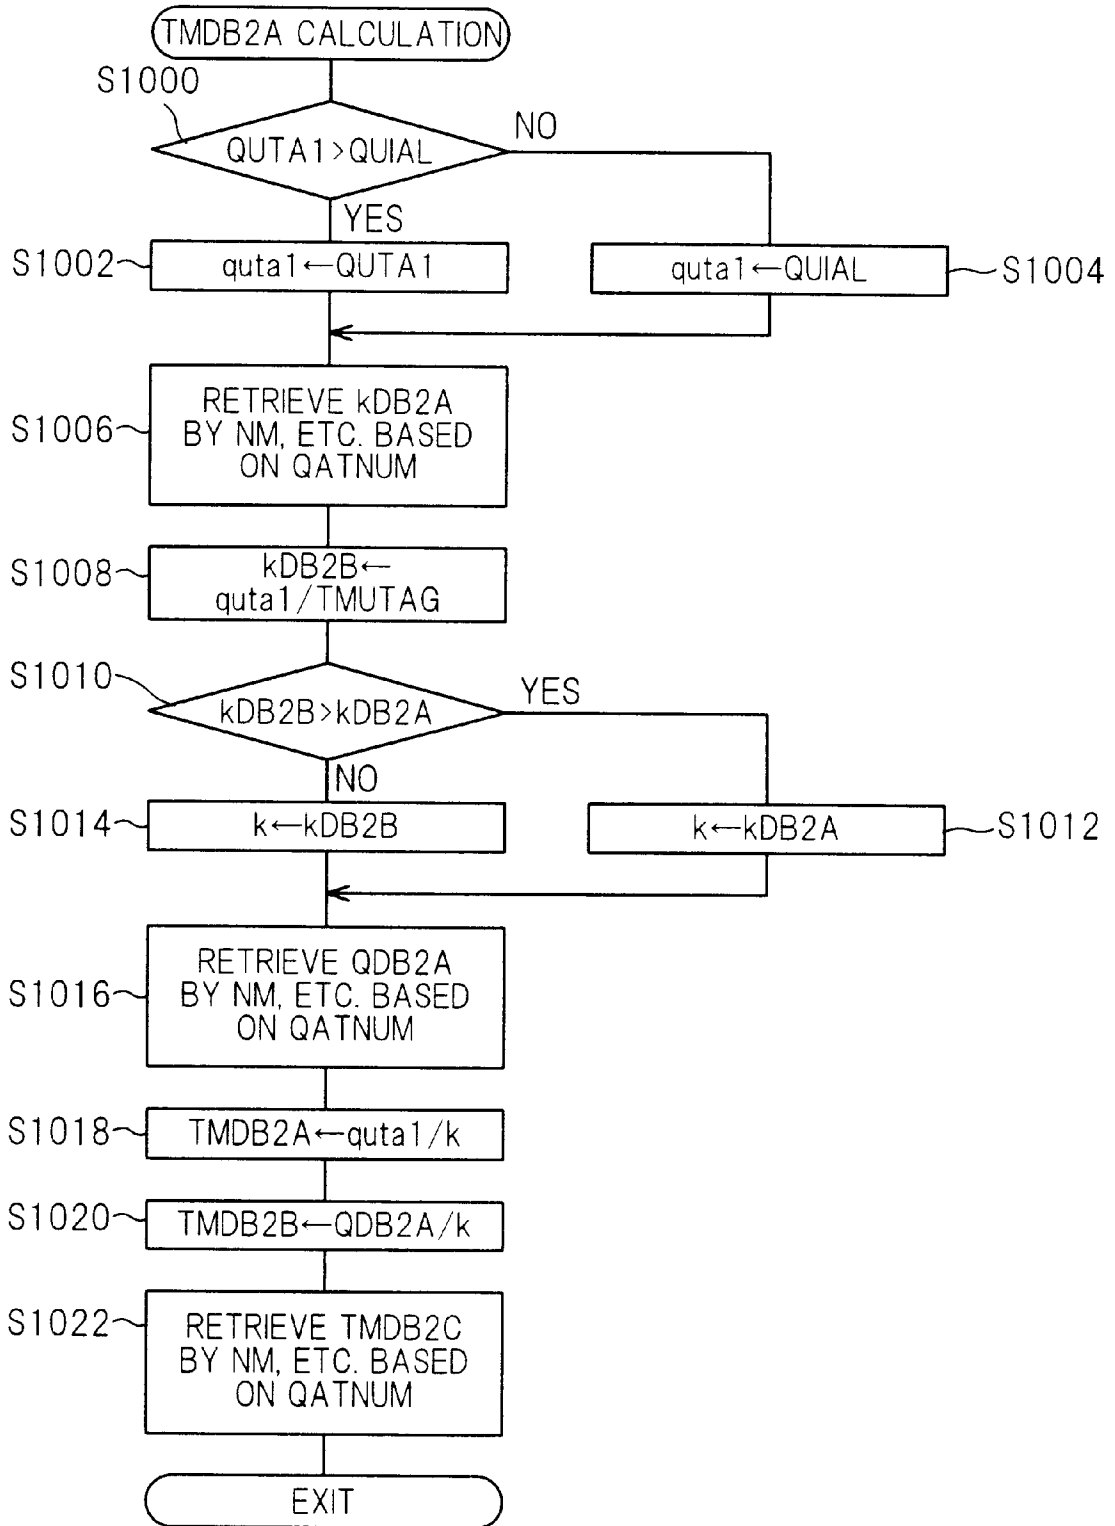 TMDB2A CALCULATION
S1000
QUTA1>QUIAL
NO
YES
S1002
quta1←QUTA1
quta1←QUIAL
S1004
S1006
RETRIEVE kDB2A
BY NM, ETC. BASED
ON QATNUM
S1008
kDB2B←
quta1/TMUTAG
S1010
kDB2B>kDB2A
YES
NO
S1014
k←kDB2B
k←kDB2A
S1012
S1016
RETRIEVE QDB2A
BY NM, ETC. BASED
ON QATNUM
S1018
TMDB2A←quta1/k
S1020
TMDB2B←QDB2A/k
S1022
RETRIEVE TMDB2C
BY NM, ETC. BASED
ON QATNUM
EXIT